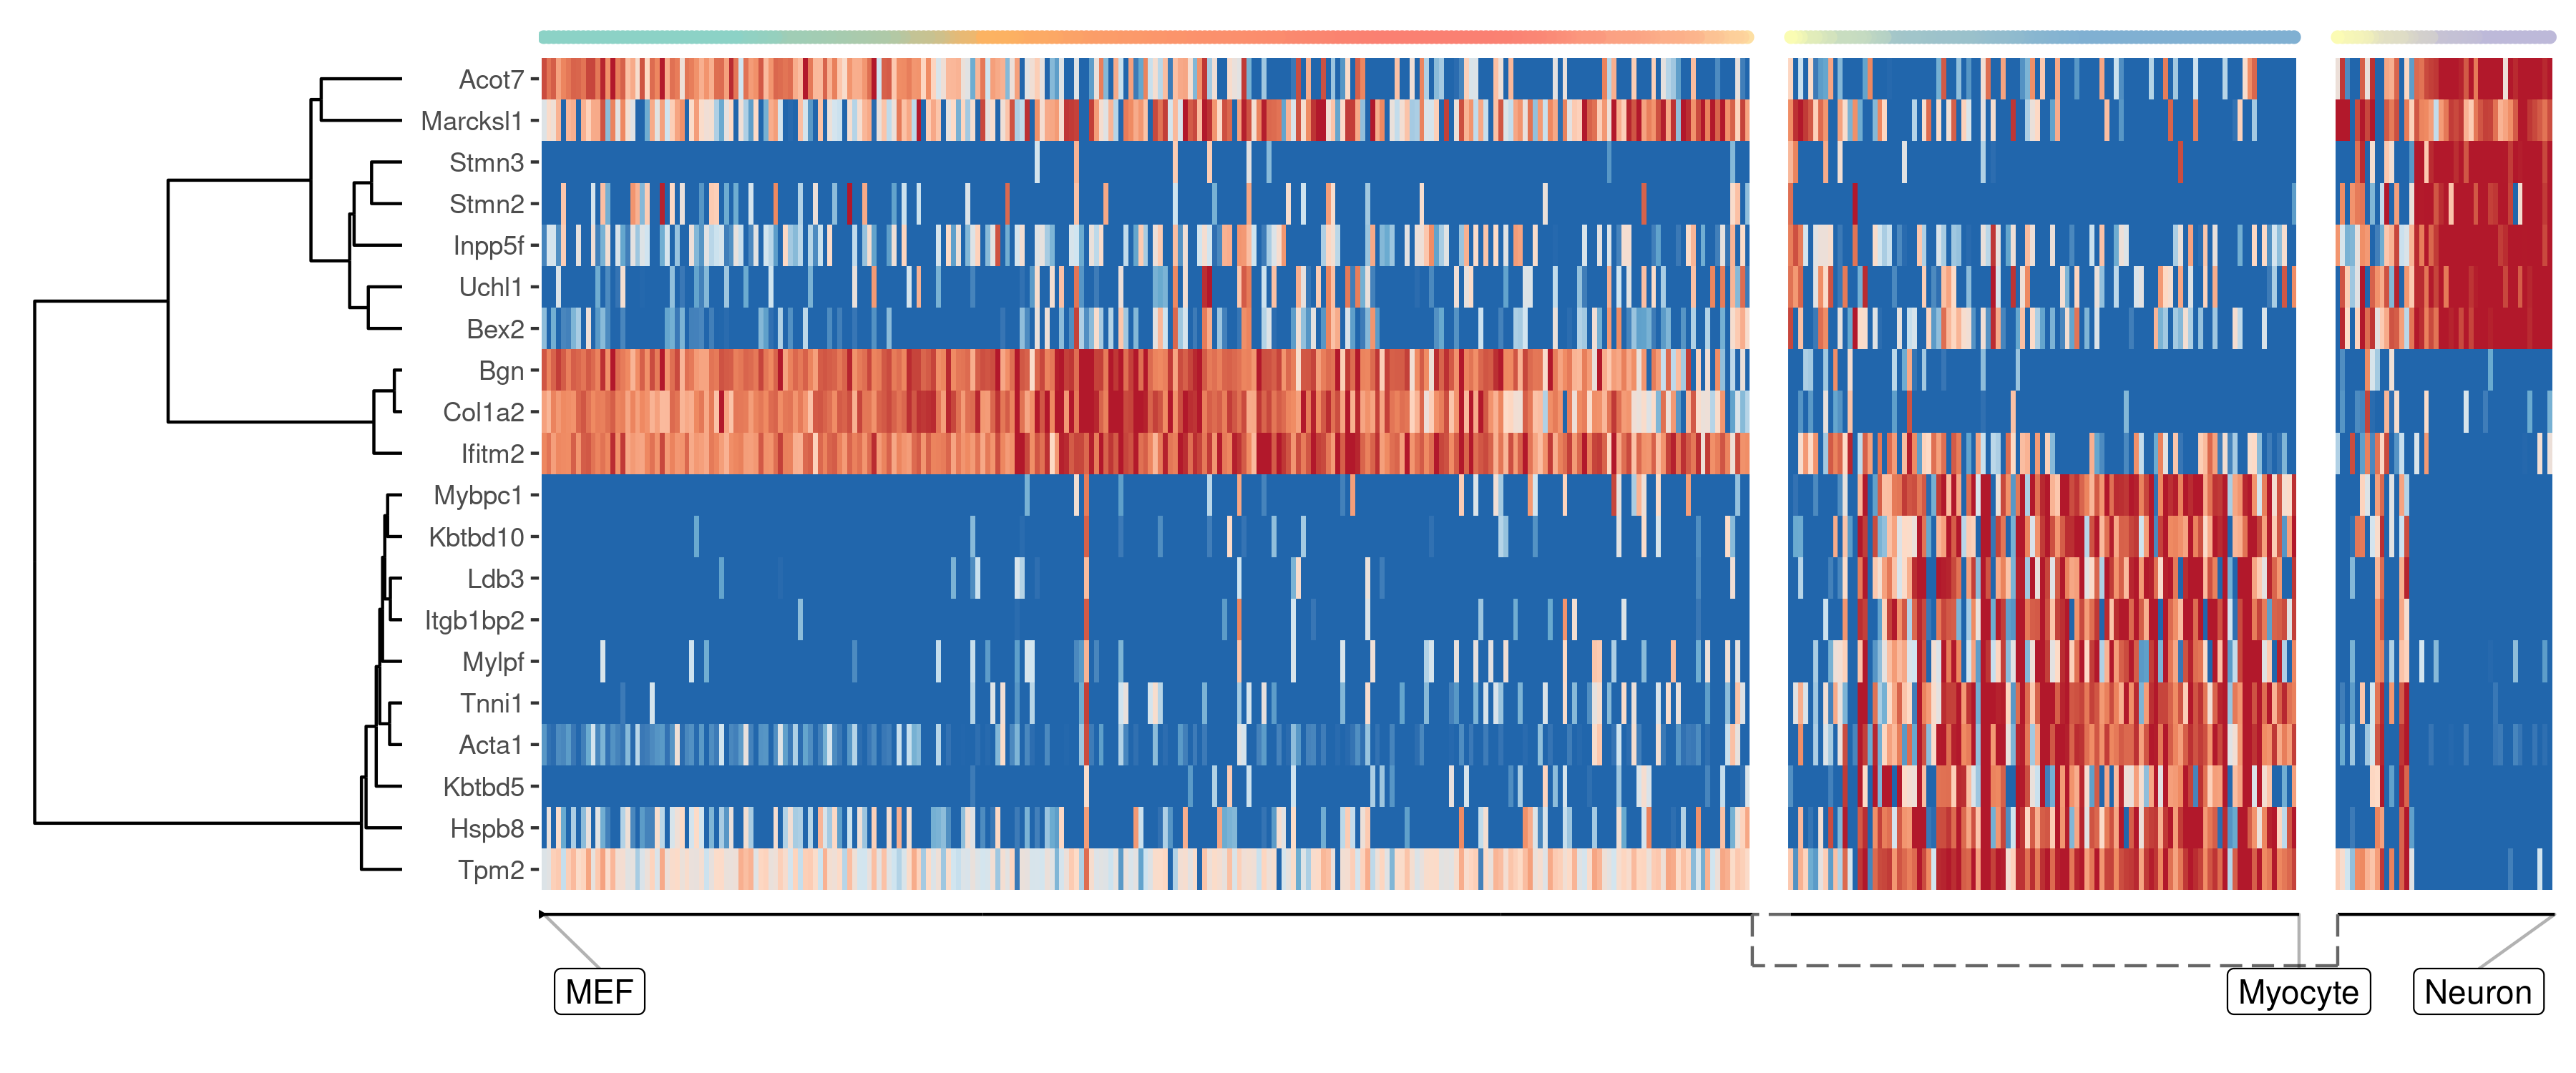 Acot7
Marcksl1
Stmn3
Stmn2
Inpp5f
Uchl1
Bex2
Bgn
Col1a2
Ifitm2
Mybpc1
Kbtbd10
Ldb3
Itgb1bp2
Mylpf
Tnni1
Acta1
Kbtbd5
Hspb8
Tpm2
MEF
Myocyte
Neuron